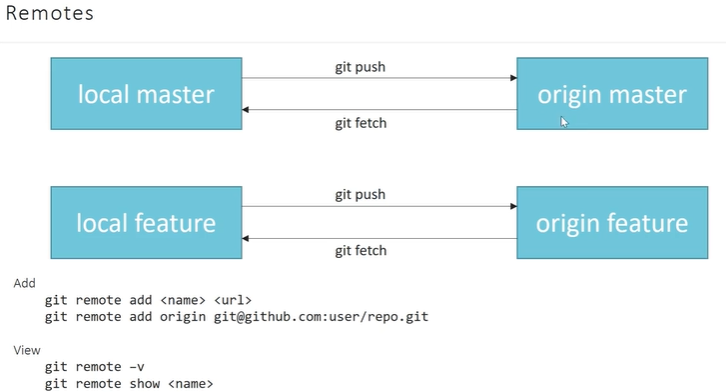 Remotes
git push
local master
origin master
git fetch
git push
local feature
origin feature
git fetch
Add
git remote add <name> <url>
git remote add origin git@github.com:user/repo.git
View
git remote –v
git remote show <name>